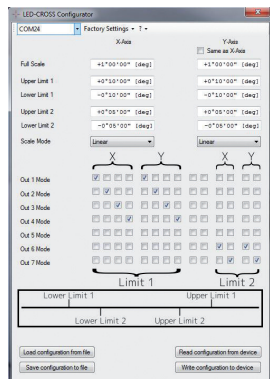 LED-CROSS Configurator
COM24 Factory Settings ?
X-Axis Y-Axis
Same as X-Axis
Full Scale +1°00'00" [deg] +1°00'00" [deg]
Upper Limit 1 +0°10'00" [deg] +0°10'00" [deg]
Lower Limit 1 -0°10'00" [deg] -0°10'00" [deg]
Upper Limit 2 +0°05'00" [deg] +0°05'00" [deg]
Lower Limit 2 -0°05'00" [deg] -0°05'00" [deg]
Scale Mode Linear Linear
X Y X Y
Out 1 Mode
Out 2 Mode
Out 3 Mode
Out 4 Mode
Out 5 Mode
Out 6 Mode
Out 7 Mode
Limit 1 Limit 2
Lower Limit 1 Upper Limit 1
Lower Limit 2 Upper Limit 2
Load configuration from file Read configuration from device
Save configuration to file Write configuration to device